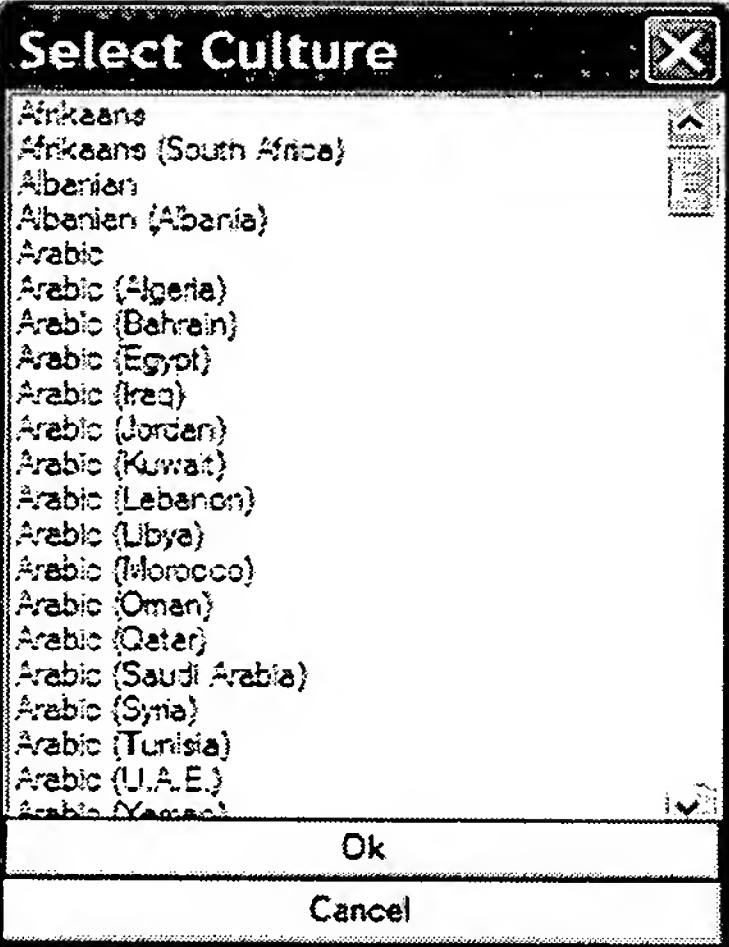 Select Culture
Afrikaans
Afrikaans (South Africa)
Albanian
Albanian (Albania)
Arabic
Arabic (Algeria)
Arabic (Bahrain)
Arabic (Egypt)
Arabic (Iraq)
Arabic (Jordan)
Arabic (Kuwait)
Arabic (Lebanon)
Arabic (Libya)
Arabic (Morocco)
Arabic (Oman)
Arabic (Qatar)
Arabic (Saudi Arabia)
Arabic (Syria)
Arabic (Tunisia)
Arabic (U.A.E.)
Arabic (Yemen)
Ok
Cancel